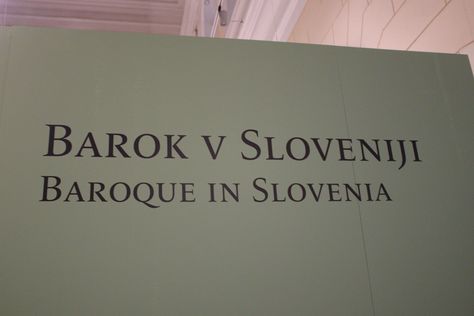 BAROK V SLOVENIJI
BAROQUE IN SLOVENIA